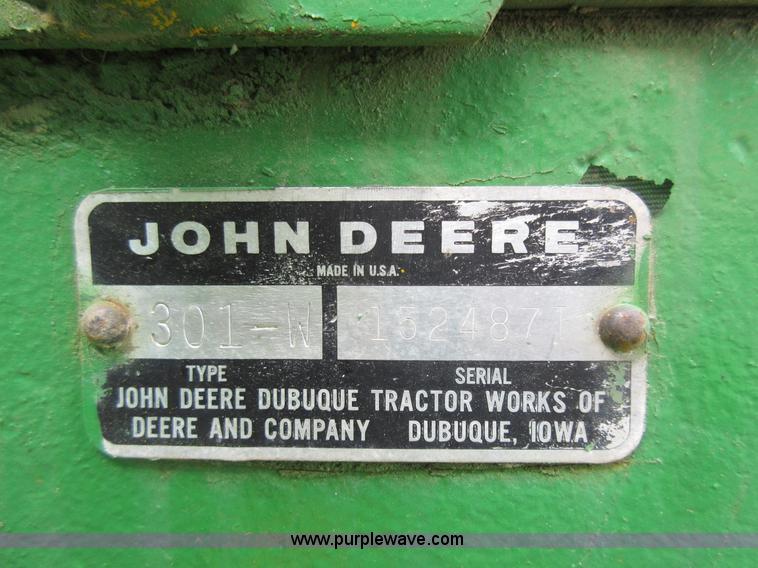 JOHN DEERE
MADE IN U.S.A.
301-W 152487T
TYPE SERIAL
JOHN DEERE DUBUQUE TRACTOR WORKS OF
DEERE AND COMPANY DUBUQUE, IOWA
www.purplewave.com